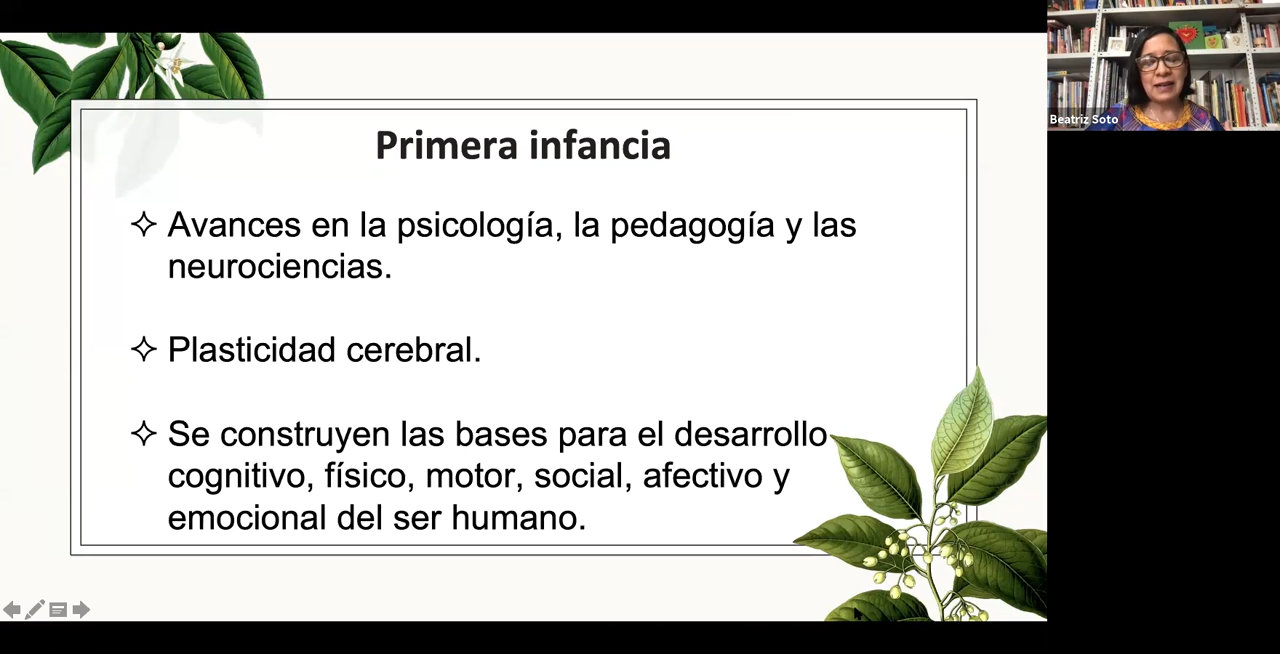 Primera infancia
Avances en la psicología, la pedagogía y las
neurociencias.
Plasticidad cerebral.
Se construyen las bases para el desarrollo
cognitivo, físico, motor, social, afectivo y
emocional del ser humano.
Beatriz Soto